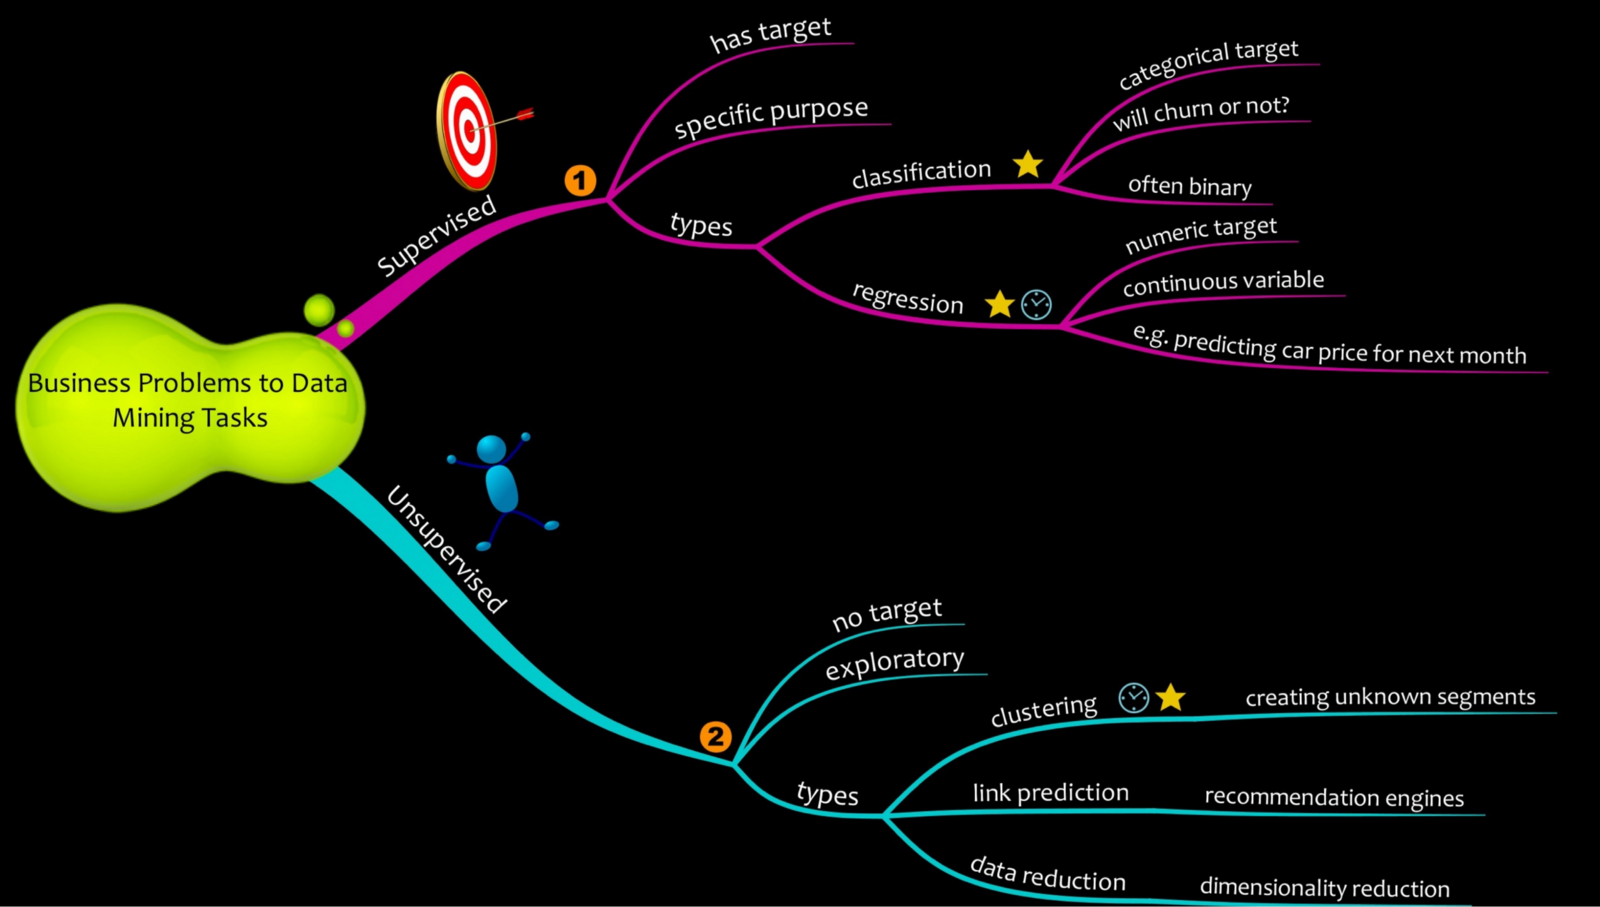 Business Problems to Data
Mining Tasks
Supervised
1
has target
specific purpose
types
classification
categorical target
will churn or not?
often binary
regression
numeric target
continuous variable
e.g. predicting car price for next month
Unsupervised
2
no target
exploratory
types
clustering
creating unknown segments
link prediction
recommendation engines
data reduction
dimensionality reduction